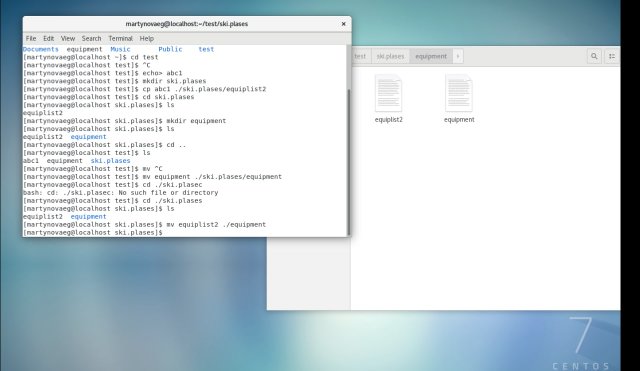 martynovaeg@localhost:~/test/ski.plases
File Edit View Search Terminal Help
Documents equipment Music Public test
[martynovaeg@localhost ~]$ cd test
[martynovaeg@localhost test]$ ^C
[martynovaeg@localhost test]$ echo> abc1
[martynovaeg@localhost test]$ mkdir ski.plases
[martynovaeg@localhost test]$ cp abc1 ./ski.plases/equiplist2
[martynovaeg@localhost test]$ cd ski.plases
[martynovaeg@localhost ski.plases]$ ls
equiplist2
[martynovaeg@localhost ski.plases]$ mkdir equipment
[martynovaeg@localhost ski.plases]$ ls
equiplist2 equipment
[martynovaeg@localhost ski.plases]$ cd ..
[martynovaeg@localhost test]$ ls
abc1 equipment ski.plases
[martynovaeg@localhost test]$ mv ^C
[martynovaeg@localhost test]$ mv equipment ./ski.plases/equipment
[martynovaeg@localhost test]$ cd ./ski.plasec
bash: cd: ./ski.plasec: No such file or directory
[martynovaeg@localhost test]$ cd ./ski.plases
[martynovaeg@localhost ski.plases]$ ls
equiplist2 equipment
[martynovaeg@localhost ski.plases]$ mv equiplist2 ./equipment
[martynovaeg@localhost ski.plases]$
test ski.plases equipment
equiplist2 equipment
7
CENTOS